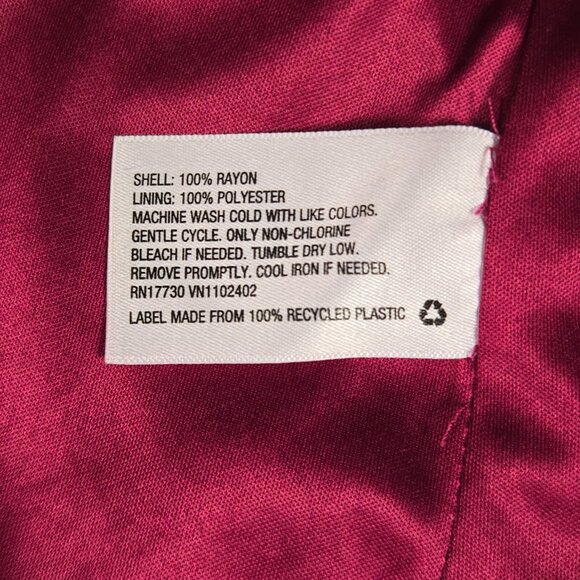 SHELL: 100% RAYON
LINING: 100% POLYESTER
MACHINE WASH COLD WITH LIKE COLORS.
GENTLE CYCLE. ONLY NON-CHLORINE
BLEACH IF NEEDED. TUMBLE DRY LOW.
REMOVE PROMPTLY. COOL IRON IF NEEDED.
RN17730 VN1102402
LABEL MADE FROM 100% RECYCLED PLASTIC